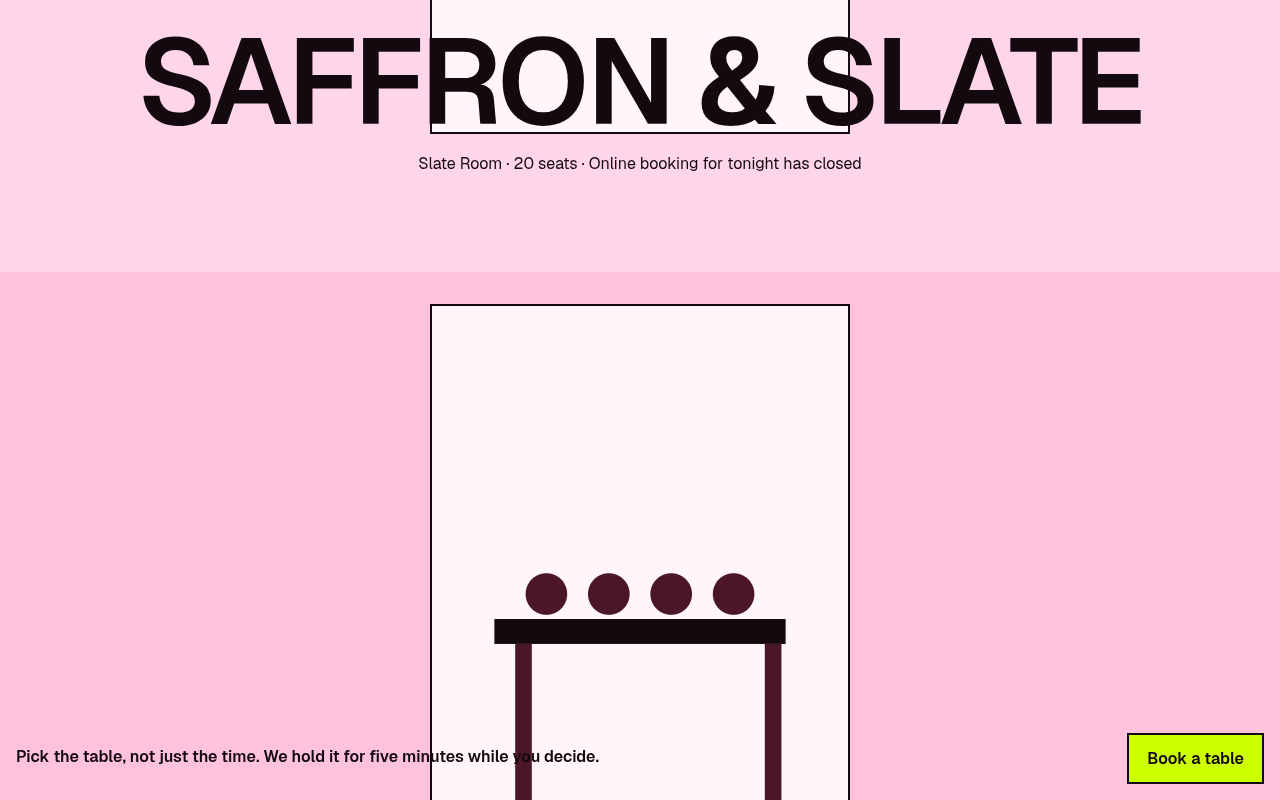 SAFFRON & SLATE
Slate Room · 20 seats · Online booking for tonight has closed
Pick the table, not just the time. We hold it for five minutes while you decide.
Book a table